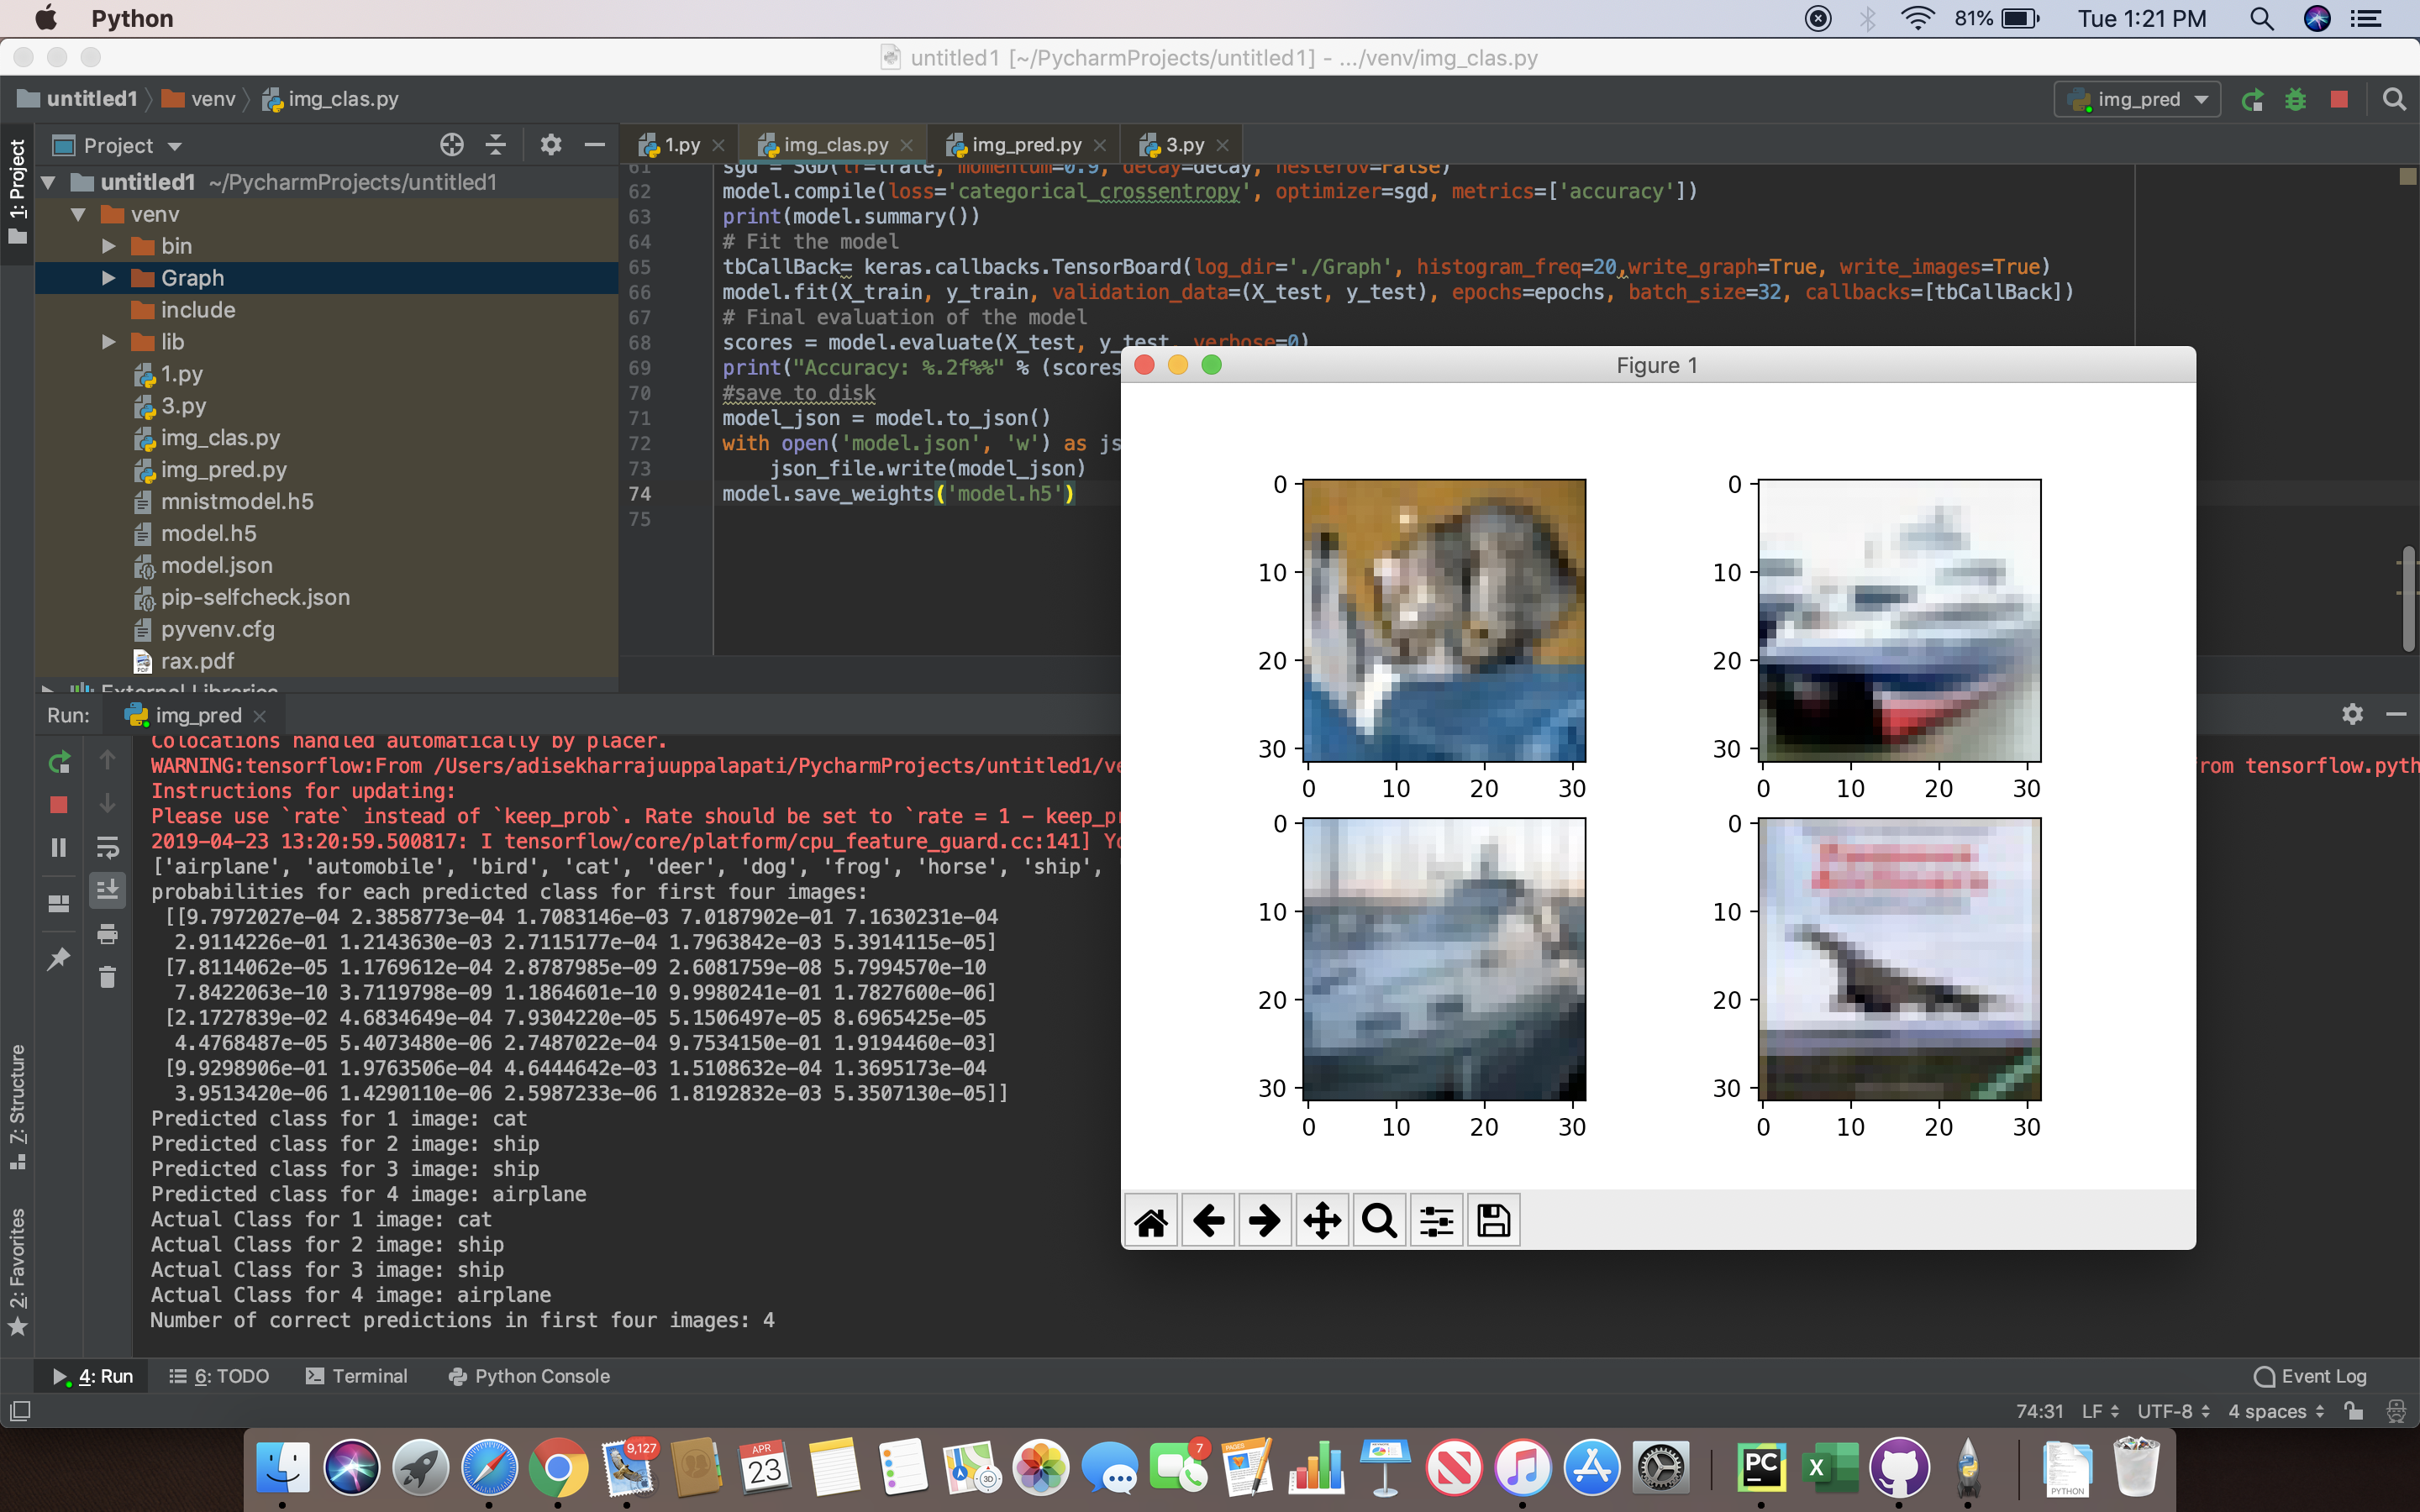 Python
81%
Tue 1:21 PM
untitled1 [~/PycharmProjects/untitled1] - .../venv/img_clas.py
untitled1
venv
img_clas.py
img_pred
1: Project
Project
1.py
img_clas.py
img_pred.py
3.py
untitled1 ~/PycharmProjects/untitled1
venv
bin
Graph
include
lib
1.py
3.py
img_clas.py
img_pred.py
mnistmodel.h5
model.h5
model.json
pip-selfcheck.json
pyvenv.cfg
rax.pdf
External Libraries
61 sgd = SGD(lr=lrate, momentum=0.9, decay=decay, nesterov=False)
62 model.compile(loss='categorical_crossentropy', optimizer=sgd, metrics=['accuracy'])
63 print(model.summary())
64 # Fit the model
65 tbCallBack= keras.callbacks.TensorBoard(log_dir='./Graph', histogram_freq=20,write_graph=True, write_images=True)
66 model.fit(X_train, y_train, validation_data=(X_test, y_test), epochs=epochs, batch_size=32, callbacks=[tbCallBack])
67 # Final evaluation of the model
68 scores = model.evaluate(X_test, y_test, verbose=0)
69 print("Accuracy: %.2f%%" % (scores
70 #save to disk
71 model_json = model.to_json()
72 with open('model.json', 'w') as js
73 json_file.write(model_json)
74 model.save_weights('model.h5')
75
Figure 1
0
10
20
30
0 10 20 30
0
10
20
30
0 10 20 30
0
10
20
30
0 10 20 30
0
10
20
30
0 10 20 30
Run:
img_pred
Colocations handled automatically by placer.
WARNING:tensorflow:From /Users/adisekharrajuuppalapati/PycharmProjects/untitled1/ve
rom tensorflow.pyth
Instructions for updating:
Please use `rate` instead of `keep_prob`. Rate should be set to `rate = 1 - keep_pr
2019-04-23 13:20:59.500817: I tensorflow/core/platform/cpu_feature_guard.cc:141] Yo
['airplane', 'automobile', 'bird', 'cat', 'deer', 'dog', 'frog', 'horse', 'ship',
probabilities for each predicted class for first four images:
[[9.7972027e-04 2.3858773e-04 1.7083146e-03 7.0187902e-01 7.1630231e-04
2.9114226e-01 1.2143630e-03 2.7115177e-04 1.7963842e-03 5.3914115e-05]
[7.8114062e-05 1.1769612e-04 2.8787985e-09 2.6081759e-08 5.7994570e-10
7.8422063e-10 3.7119798e-09 1.1864601e-10 9.9980241e-01 1.7827600e-06]
[2.1727839e-02 4.6834649e-04 7.9304220e-05 5.1506497e-05 8.6965425e-05
4.4768487e-05 5.4073480e-06 2.7487022e-04 9.7534150e-01 1.9194460e-03]
[9.9298906e-01 1.9763506e-04 4.6444642e-03 1.5108632e-04 1.3695173e-04
3.9513420e-06 1.4290110e-06 2.5987233e-06 1.8192832e-03 5.3507130e-05]]
Predicted class for 1 image: cat
Predicted class for 2 image: ship
Predicted class for 3 image: ship
Predicted class for 4 image: airplane
Actual Class for 1 image: cat
Actual Class for 2 image: ship
Actual Class for 3 image: ship
Actual Class for 4 image: airplane
Number of correct predictions in first four images: 4
7: Structure
2: Favorites
4: Run
6: TODO
Terminal
Python Console
Event Log
74:31
LF
UTF-8
4 spaces
9,127
APR
23
3D
7
PAGES
PC
X
PYTHON